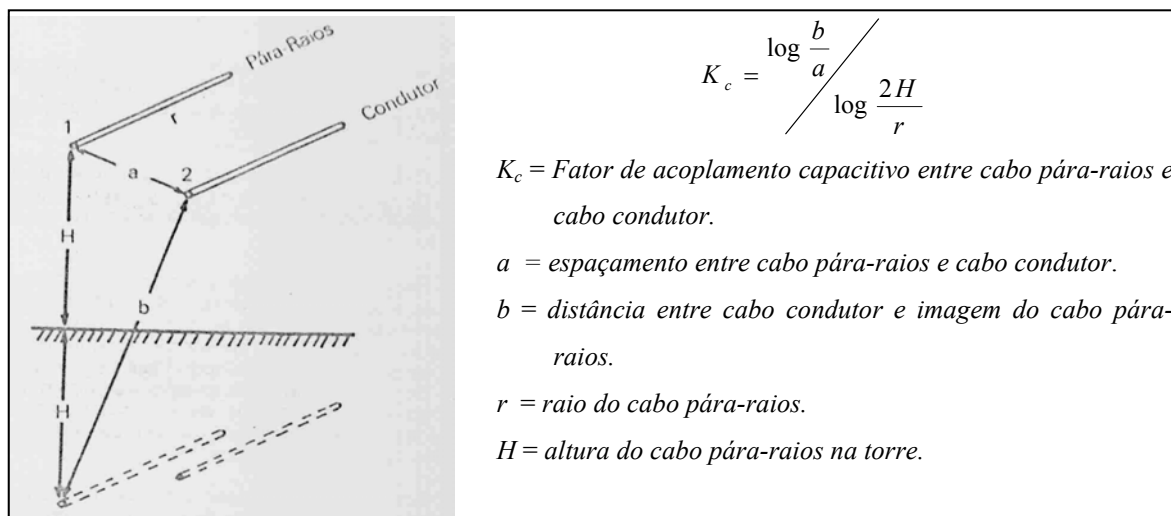 Pára-Raios
r
Condutor
1
a
2
H
b
H
K_c = log b/a / log 2H/r
K_c = Fator de acoplamento capacitivo entre cabo pára-raios e
cabo condutor.
a = espaçamento entre cabo pára-raios e cabo condutor.
b = distância entre cabo condutor e imagem do cabo pára-
raios.
r = raio do cabo pára-raios.
H = altura do cabo pára-raios na torre.